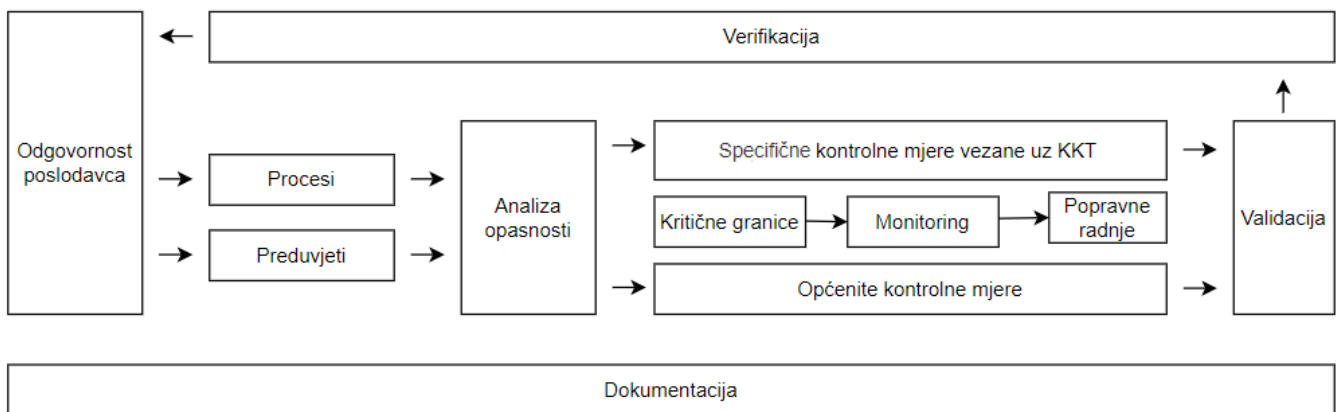 Verifikacija
Odgovornost
poslodavca
Procesi
Preduvjeti
Analiza
opasnosti
Specifične kontrolne mjere vezane uz KKT
Kritične granice
Monitoring
Popravne
radnje
Općenite kontrolne mjere
Validacija
Dokumentacija